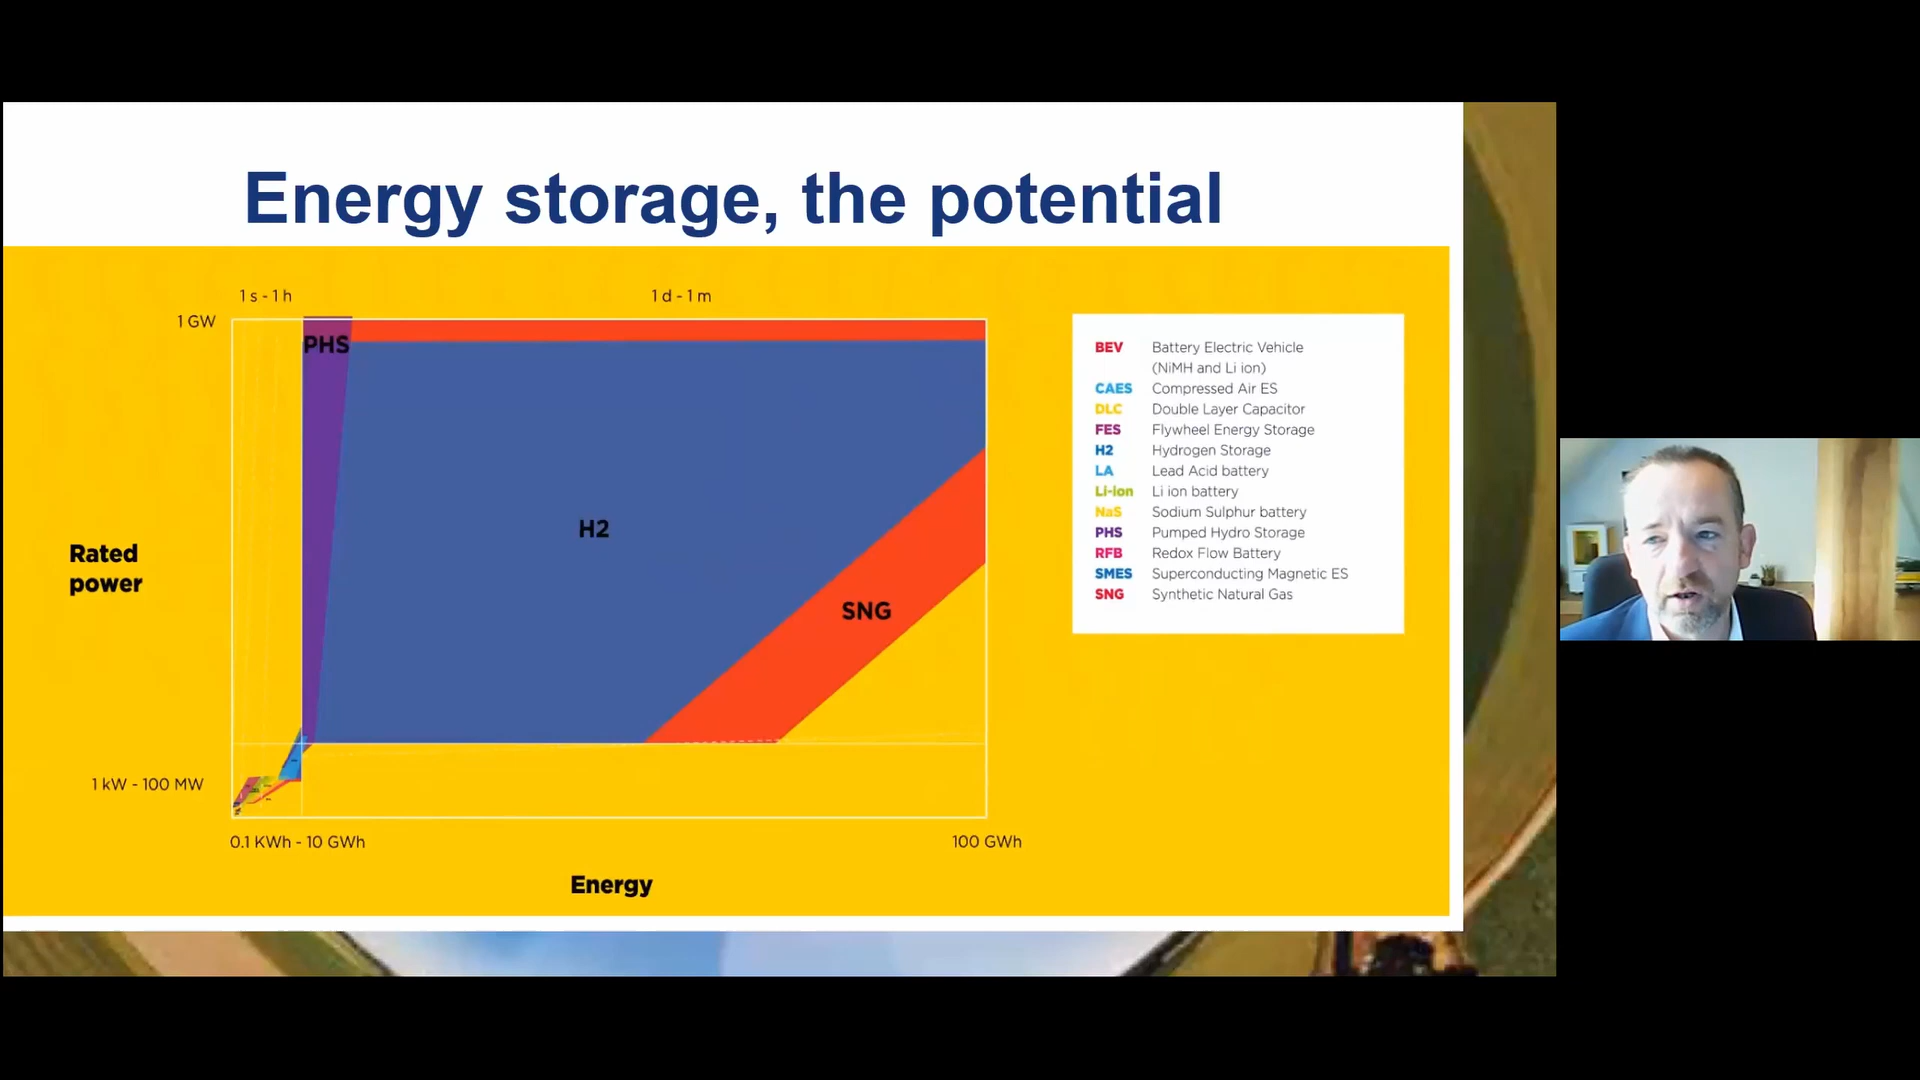 Energy storage, the potential
1 s - 1 h
1 d - 1 m
1 GW
PHS
H2
SNG
Rated
power
1 kW - 100 MW
0.1 KWh - 10 GWh
100 GWh
Energy
BEV Battery Electric Vehicle
(NiMH and Li ion)
CAES Compressed Air ES
DLC Double Layer Capacitor
FES Flywheel Energy Storage
H2 Hydrogen Storage
LA Lead Acid battery
Li-Ion Li ion battery
NaS Sodium Sulphur battery
PHS Pumped Hydro Storage
RFB Redox Flow Battery
SMES Superconducting Magnetic ES
SNG Synthetic Natural Gas